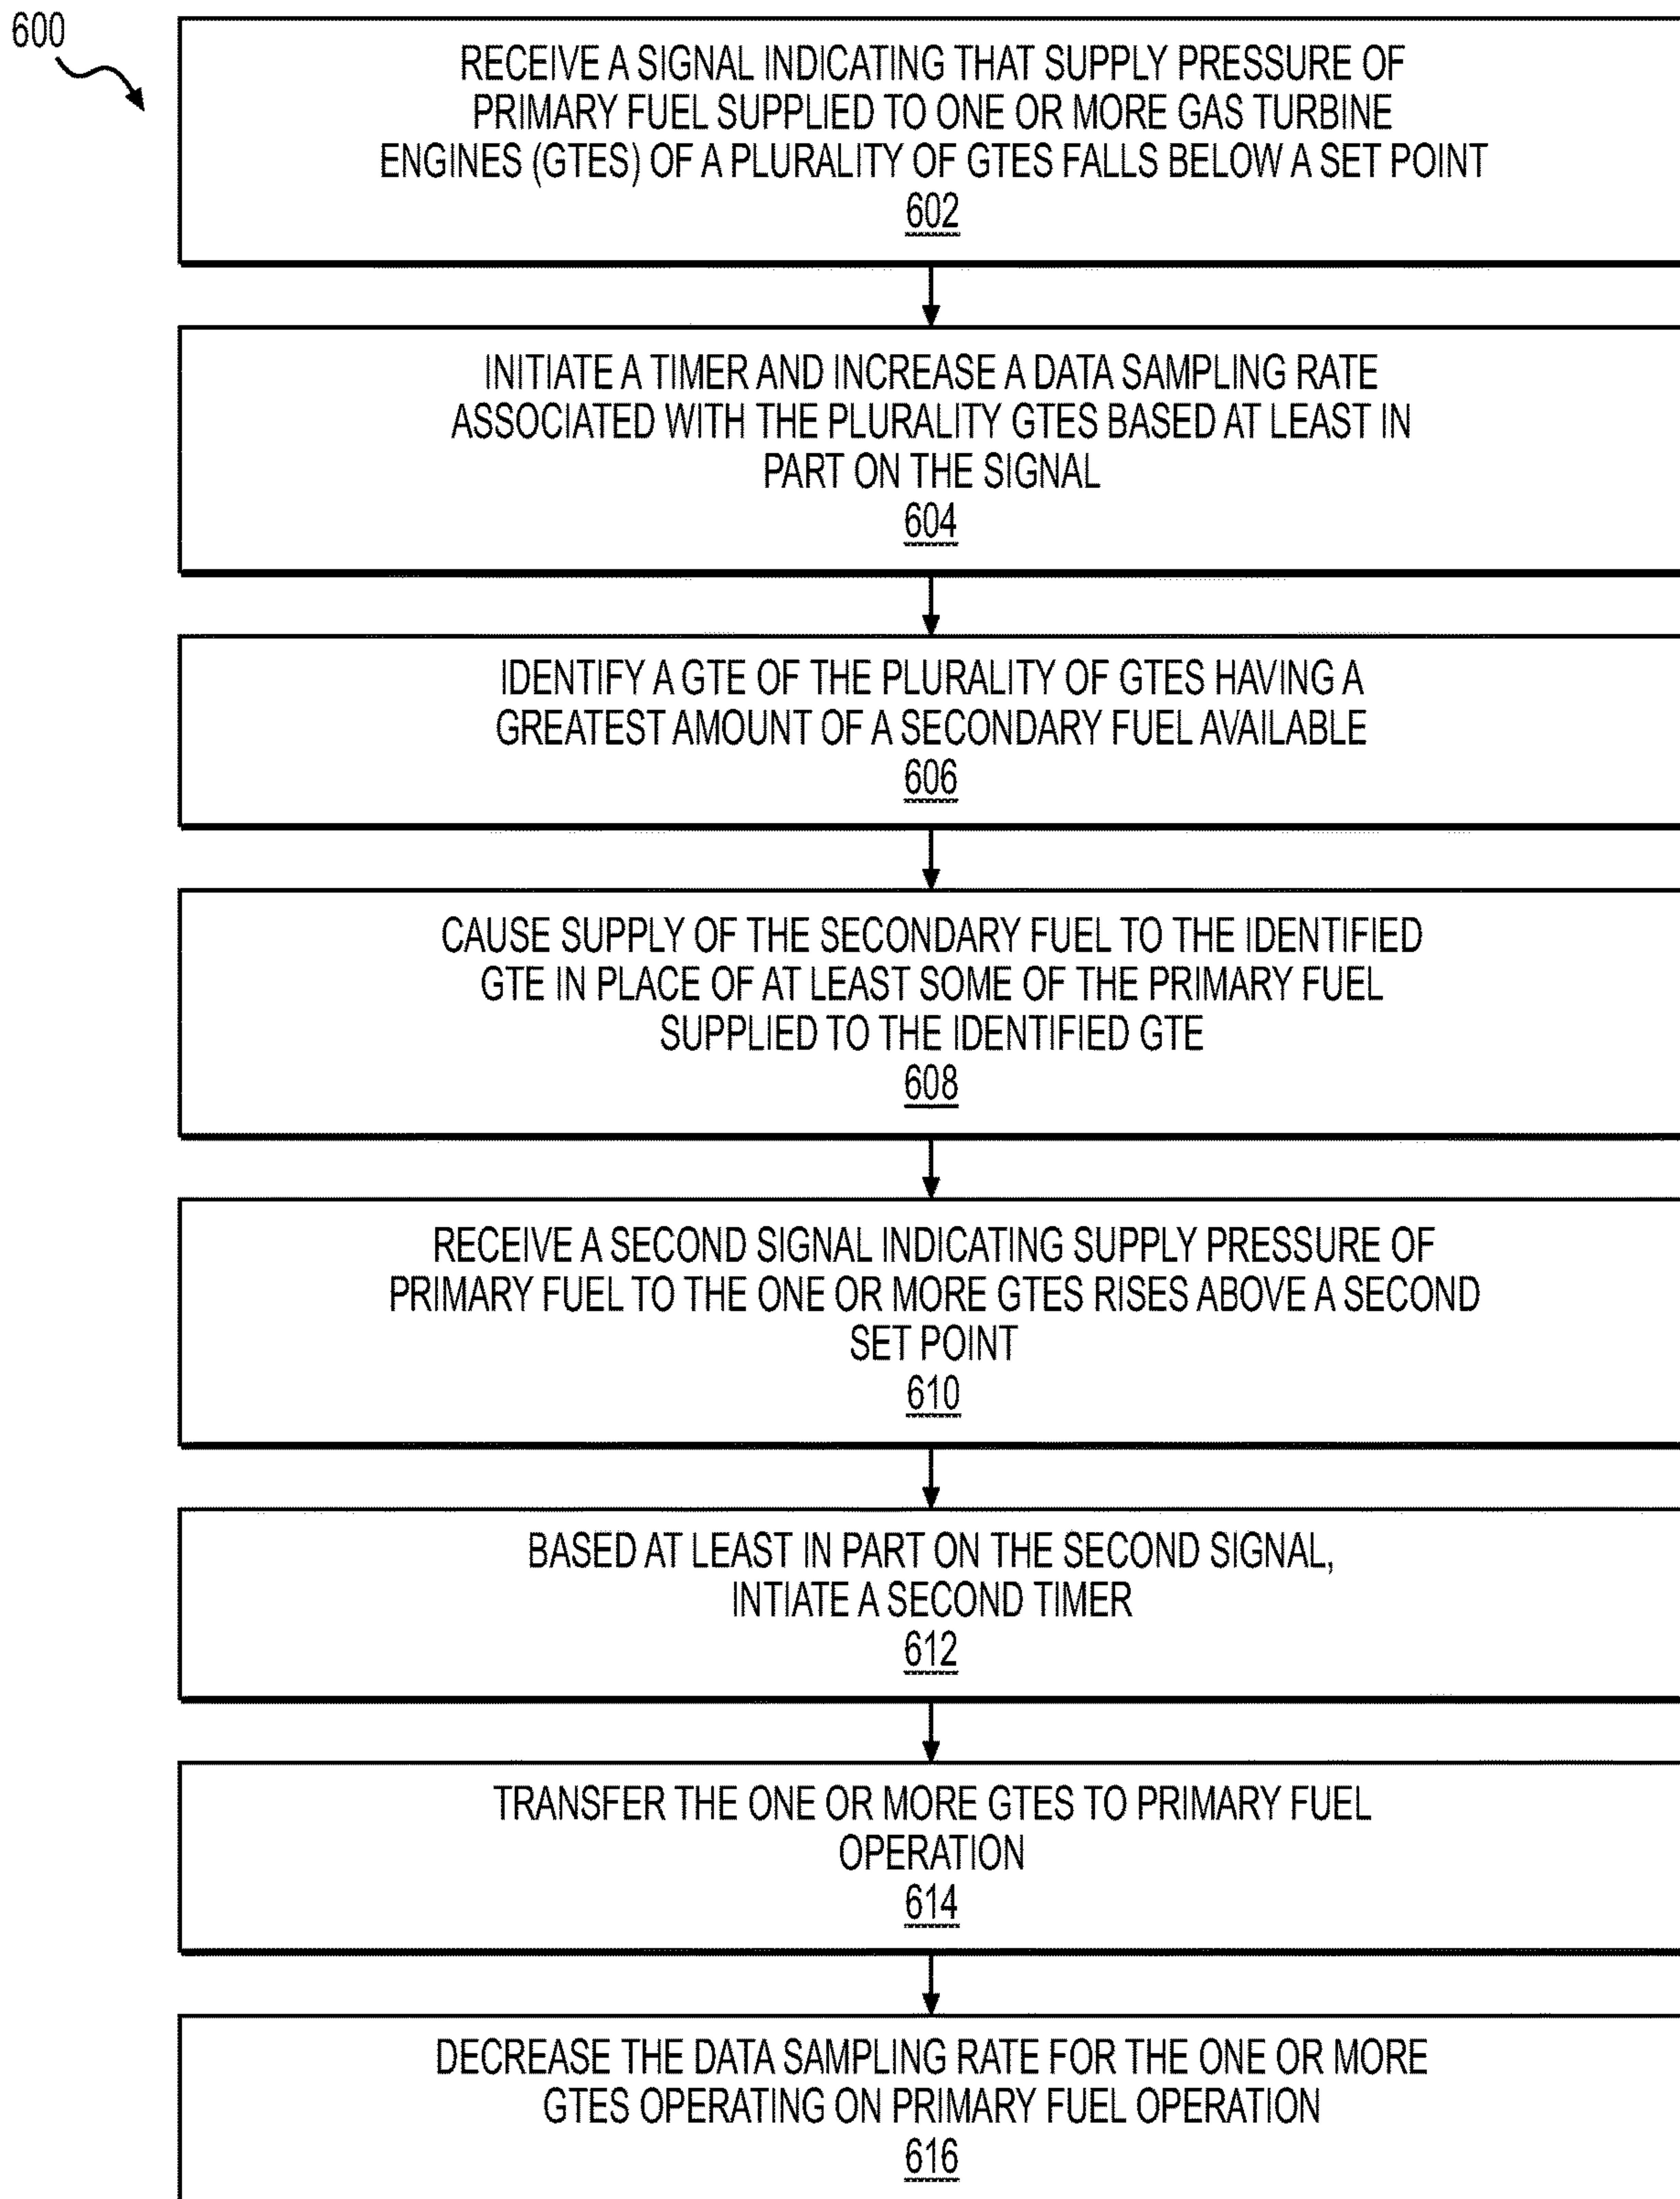 600
RECEIVE A SIGNAL INDICATING THAT SUPPLY PRESSURE OF
PRIMARY FUEL SUPPLIED TO ONE OR MORE GAS TURBINE
ENGINES (GTES) OF A PLURALITY OF GTES FALLS BELOW A SET POINT
602
INITIATE A TIMER AND INCREASE A DATA SAMPLING RATE
ASSOCIATED WITH THE PLURALITY GTES BASED AT LEAST IN
PART ON THE SIGNAL
604
IDENTIFY A GTE OF THE PLURALITY OF GTES HAVING A
GREATEST AMOUNT OF A SECONDARY FUEL AVAILABLE
606
CAUSE SUPPLY OF THE SECONDARY FUEL TO THE IDENTIFIED
GTE IN PLACE OF AT LEAST SOME OF THE PRIMARY FUEL
SUPPLIED TO THE IDENTIFIED GTE
608
RECEIVE A SECOND SIGNAL INDICATING SUPPLY PRESSURE OF
PRIMARY FUEL TO THE ONE OR MORE GTES RISES ABOVE A SECOND
SET POINT
610
BASED AT LEAST IN PART ON THE SECOND SIGNAL,
INTIATE A SECOND TIMER
612
TRANSFER THE ONE OR MORE GTES TO PRIMARY FUEL
OPERATION
614
DECREASE THE DATA SAMPLING RATE FOR THE ONE OR MORE
GTES OPERATING ON PRIMARY FUEL OPERATION
616